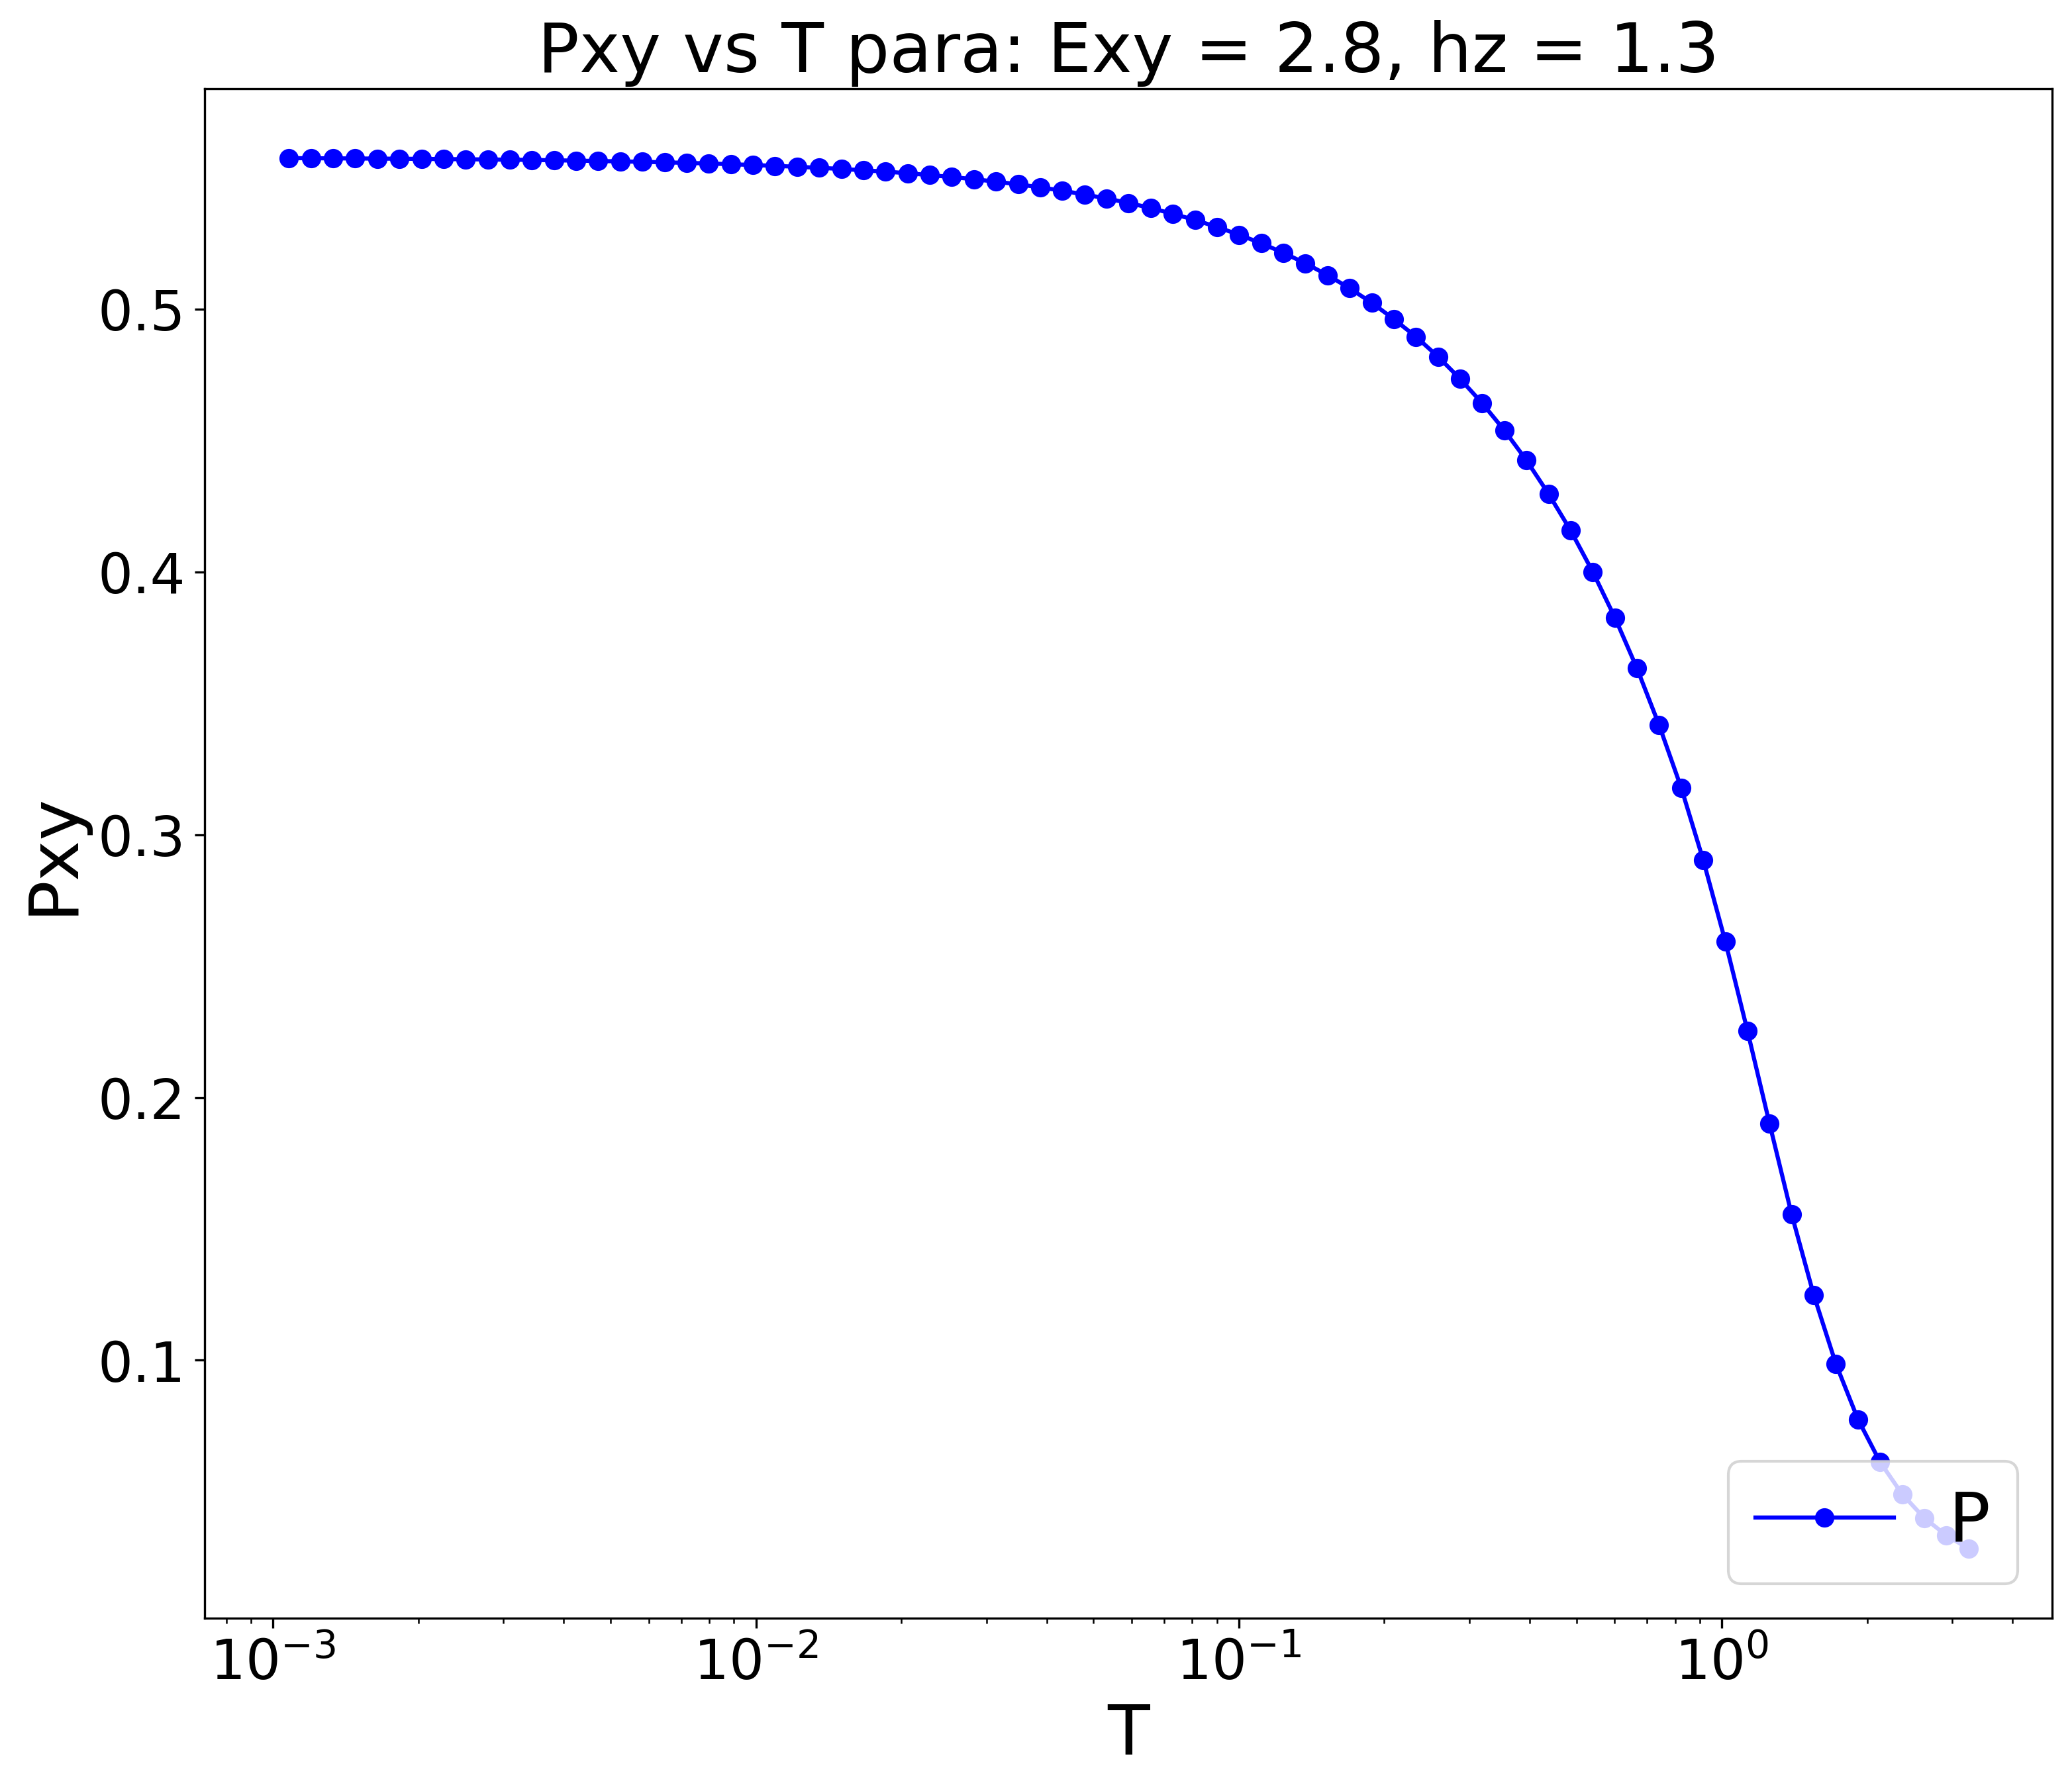 Pxy vs T para: Exy = 2.8, hz = 1.3
Pxy
0.5
0.4
0.3
0.2
0.1
P
10⁻³ 10⁻² 10⁻¹ 10⁰
T